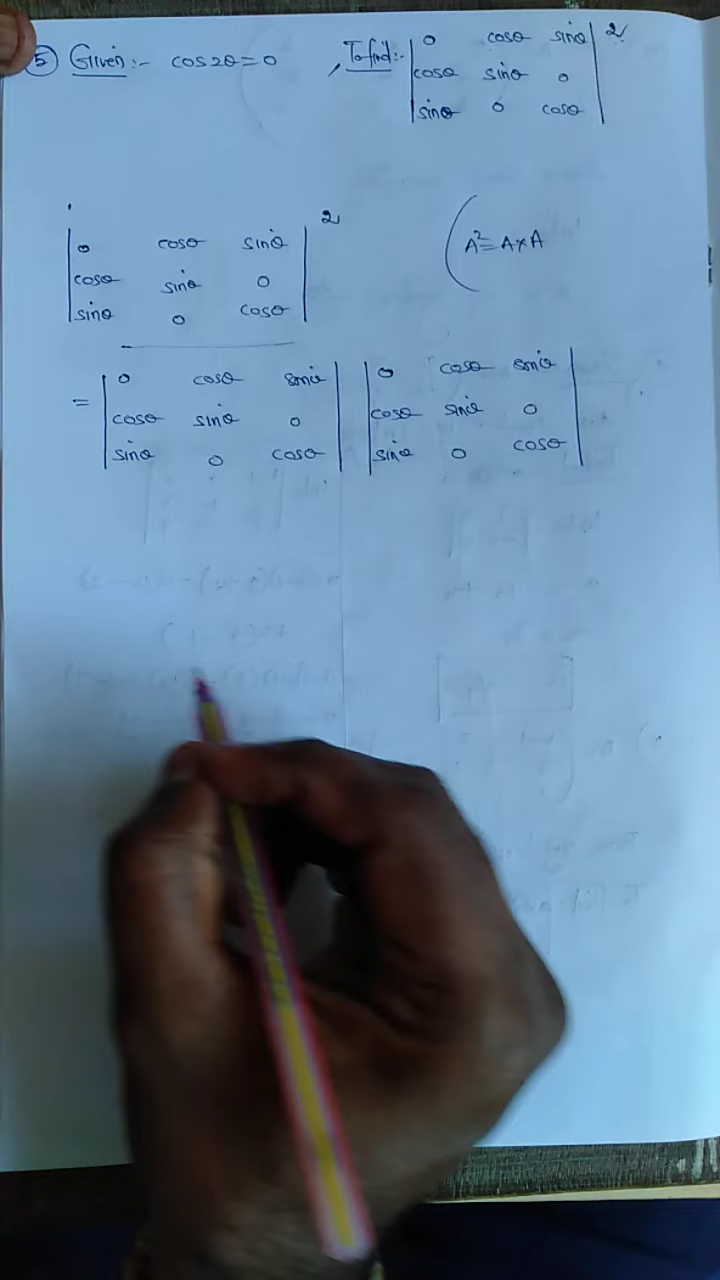 5 Given:- cos2θ=0 , To find:- | 0 cosθ sinθ | 2
| cosθ sinθ 0 |
| sinθ 0 cosθ |
| 0 cosθ sinθ | 2 ( A²=A×A
| cosθ sinθ 0 |
| sinθ 0 cosθ |
= | 0 cosθ sinθ | | 0 cosθ sinθ |
| cosθ sinθ 0 | | cosθ sinθ 0 |
| sinθ 0 cosθ | | sinθ 0 cosθ |